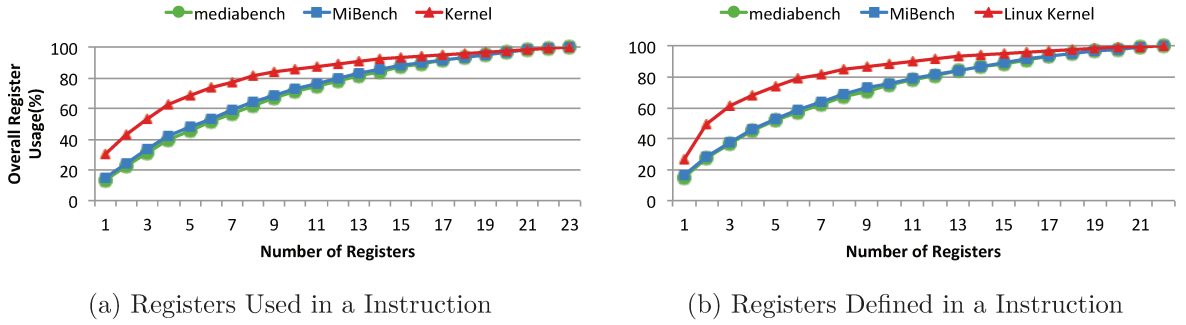 mediabench MiBench Kernel
100
80
60
40
20
0
Overall Register
Usage(%)
1 3 5 7 9 11 13 15 17 19 21 23
Number of Registers
(a) Registers Used in a Instruction
mediabench MiBench Linux Kernel
100
80
60
40
20
0
1 3 5 7 9 11 13 15 17 19 21
Number of Registers
(b) Registers Defined in a Instruction